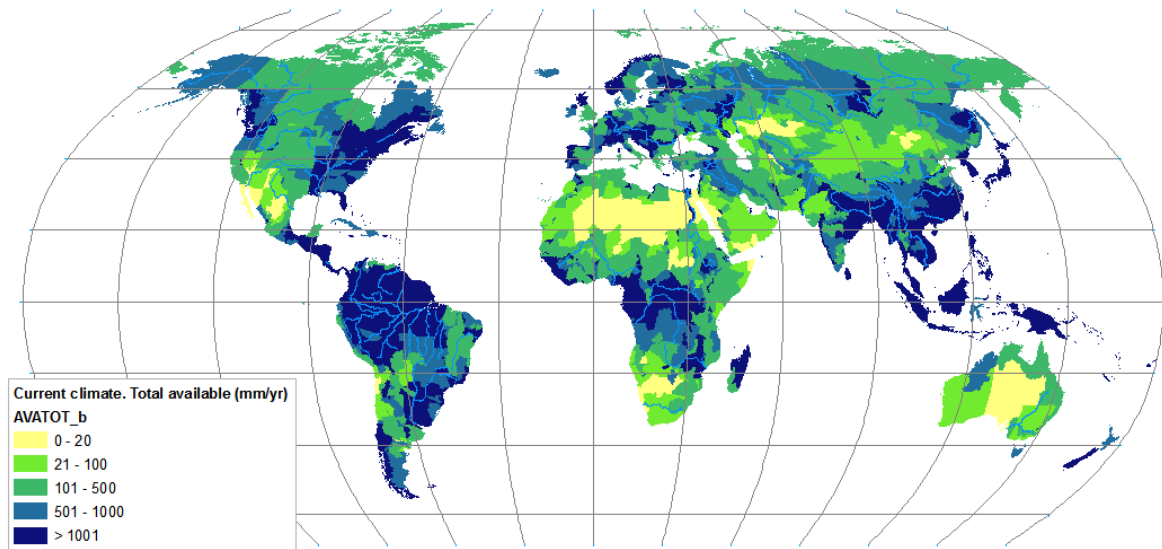 Current climate. Total available (mm/yr)
AVATOT_b
0 - 20
21 - 100
101 - 500
501 - 1000
> 1001